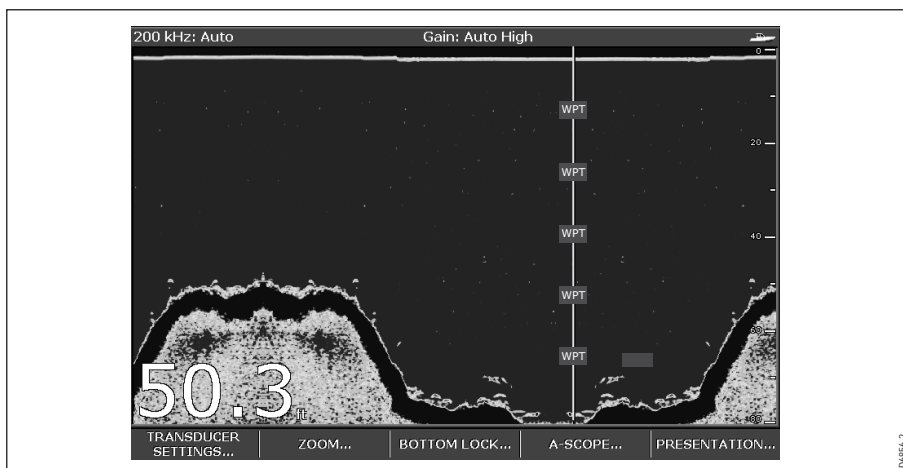 200 kHz: Auto
Gain: Auto High
0
WPT
20
WPT
WPT
40
WPT
60
WPT
50.3 ft
80
TRANSDUCER SETTINGS...
ZOOM...
BOTTOM LOCK...
A-SCOPE...
PRESENTATION...